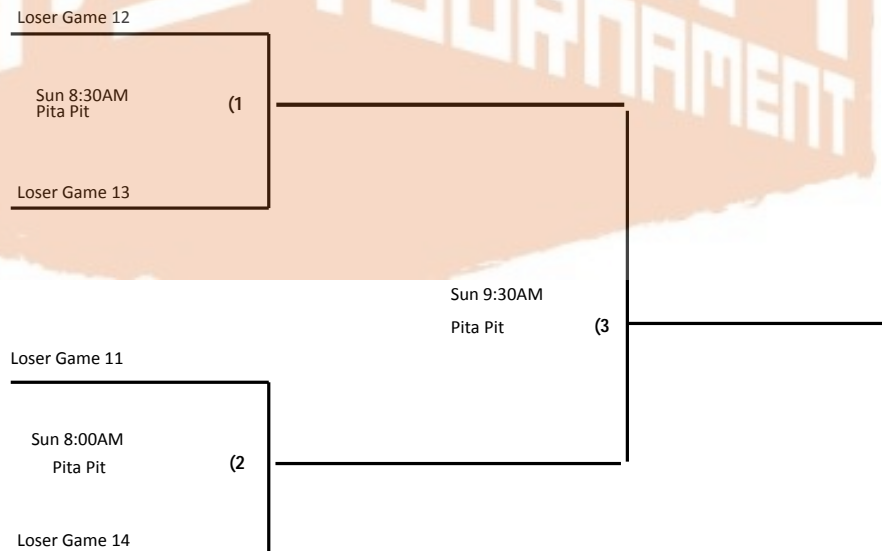 TOURNAMENT
Loser Game 12
Sun 8:30AM
Pita Pit (1
Loser Game 13
Sun 9:30AM
Pita Pit (3
Loser Game 11
Sun 8:00AM
Pita Pit (2
Loser Game 14